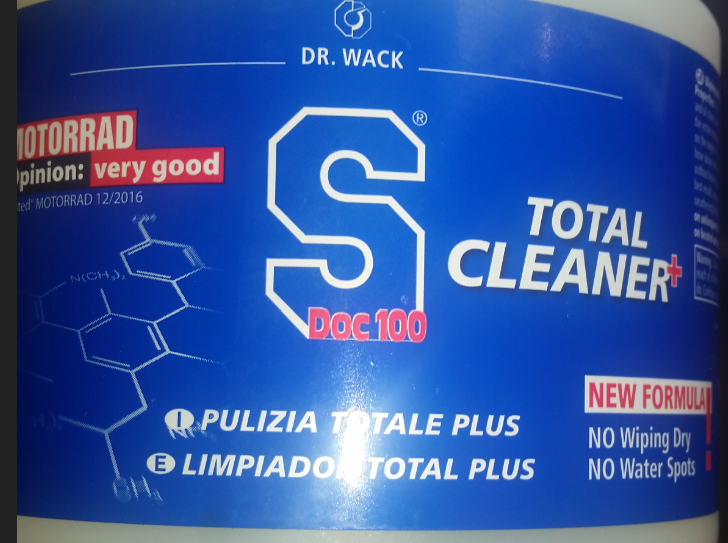 DR. WACK
MOTORRAD
Opinion: very good
MOTORRAD 12/2016
S®
Doc 100
TOTAL
CLEANER+
N(CH₃)₂
CH₃
I PULIZIA TOTALE PLUS
E LIMPIADOR TOTAL PLUS
NEW FORMULA!
NO Wiping Dry
NO Water Spots